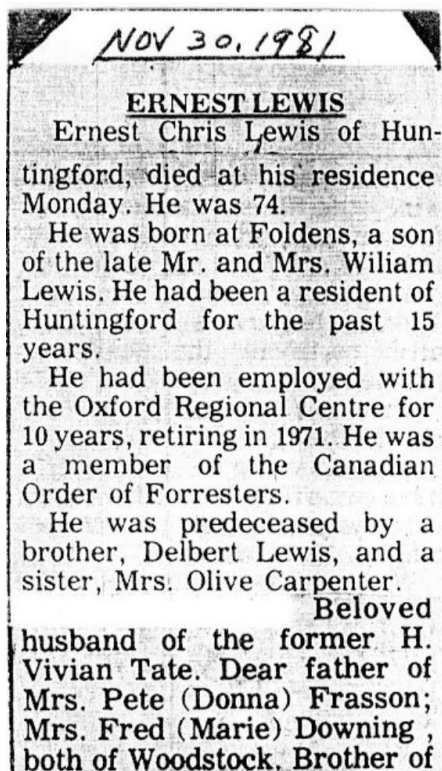 NOV 30, 1981
ERNEST LEWIS
Ernest Chris Lewis of Hun-
tingford, died at his residence
Monday. He was 74.
He was born at Foldens, a son
of the late Mr. and Mrs. Wiliam
Lewis. He had been a resident of
Huntingford for the past 15
years.
He had been employed with
the Oxford Regional Centre for
10 years, retiring in 1971. He was
a member of the Canadian
Order of Forresters.
He was predeceased by a
brother, Delbert Lewis, and a
sister, Mrs. Olive Carpenter.
Beloved
husband of the former H.
Vivian Tate. Dear father of
Mrs. Pete (Donna) Frasson;
Mrs. Fred (Marie) Downing ,
both of Woodstock. Brother of